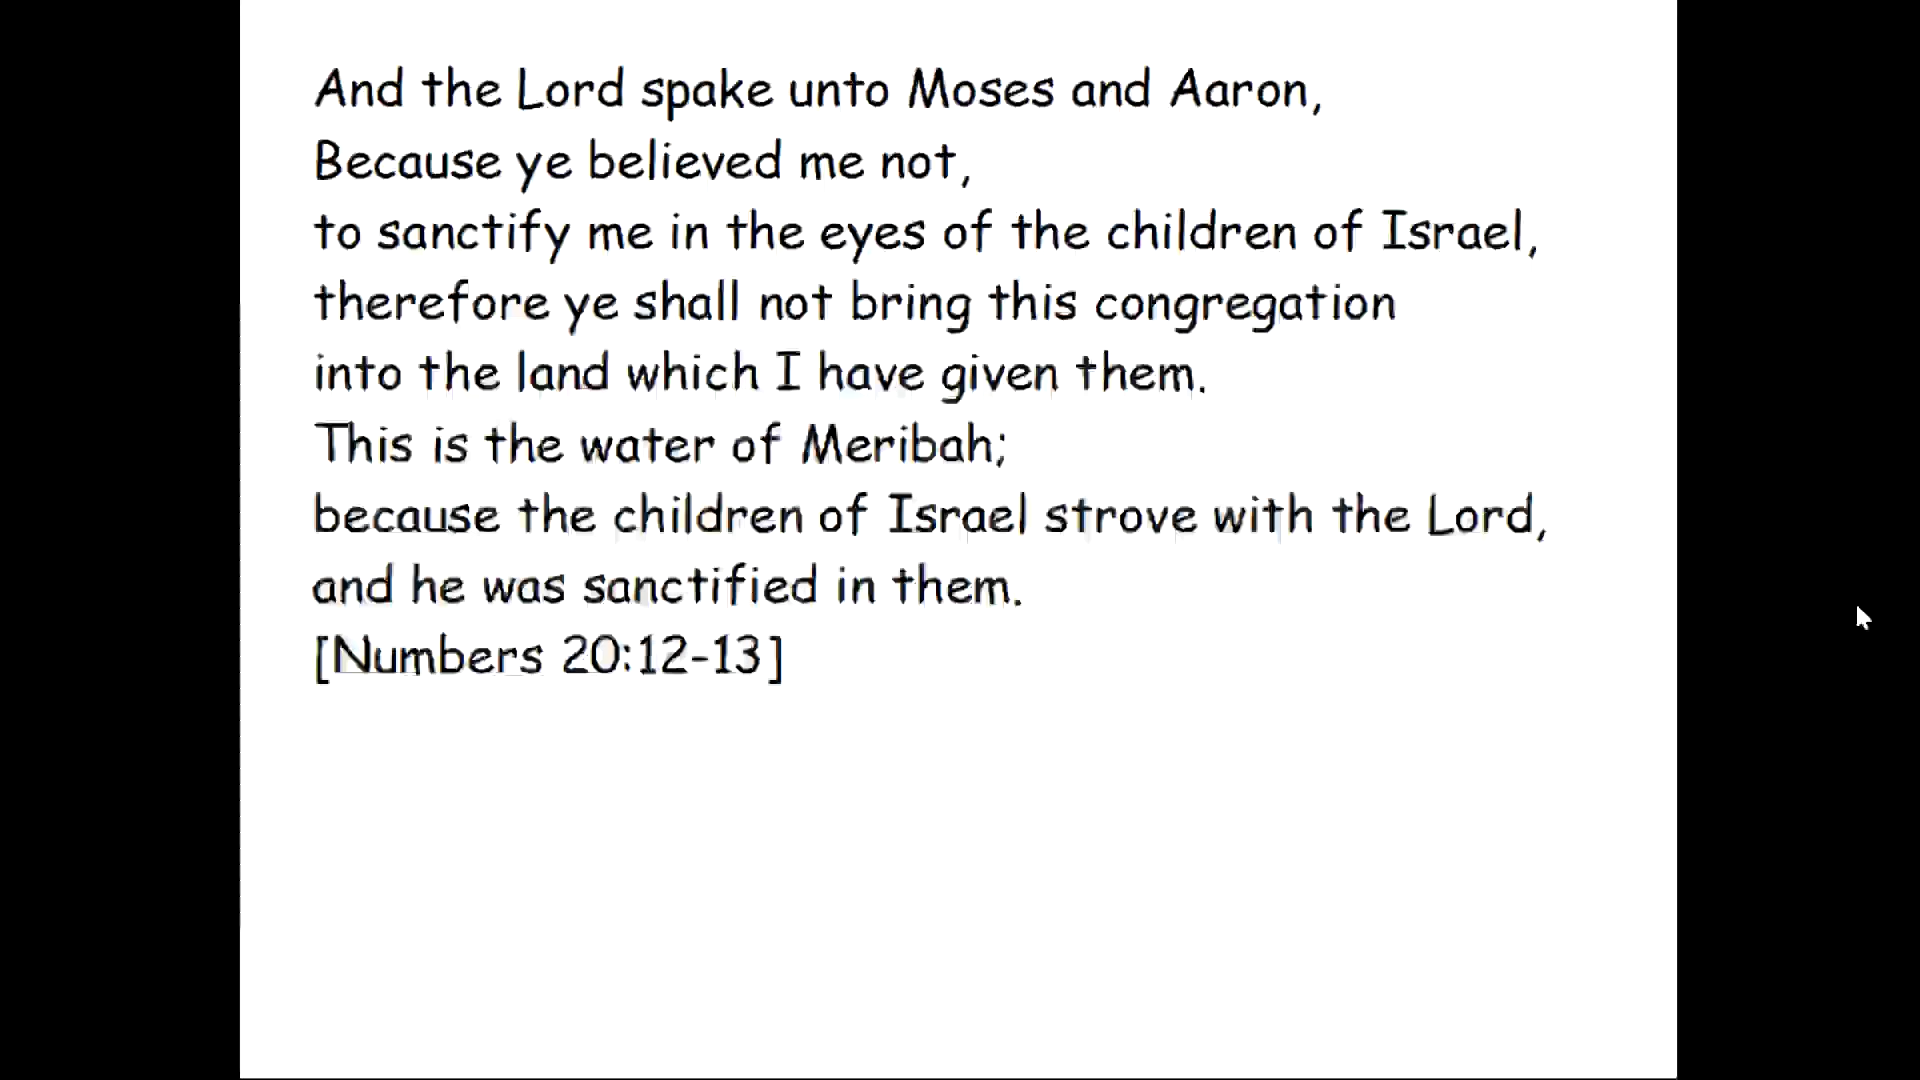 And the Lord spake unto Moses and Aaron,
Because ye believed me not,
to sanctify me in the eyes of the children of Israel,
therefore ye shall not bring this congregation
into the land which I have given them.
This is the water of Meribah;
because the children of Israel strove with the Lord,
and he was sanctified in them.
[Numbers 20:12-13]